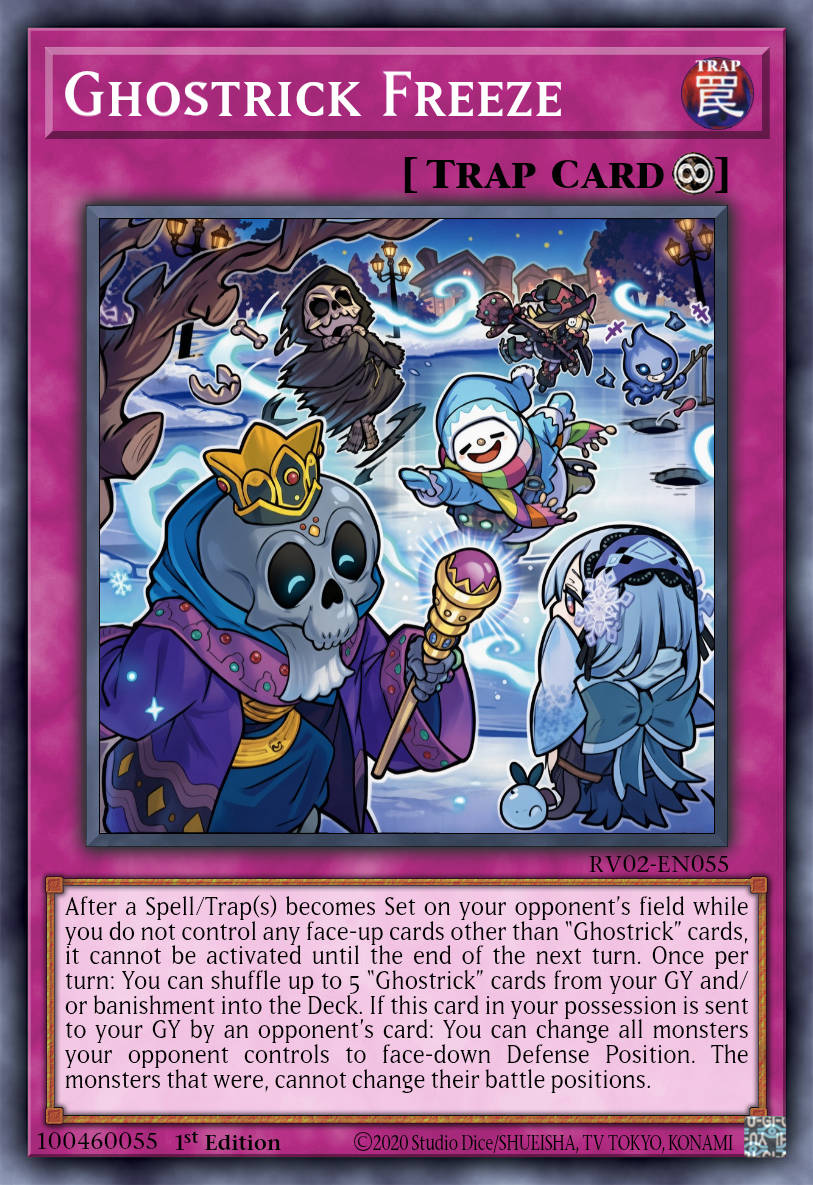 Ghostrick Freeze
TRAP
罠
[ Trap Card ∞]
RV02-EN055
After a Spell/Trap(s) becomes Set on your opponent's field while
you do not control any face-up cards other than "Ghostrick" cards,
it cannot be activated until the end of the next turn. Once per
turn: You can shuffle up to 5 "Ghostrick" cards from your GY and/
or banishment into the Deck. If this card in your possession is sent
to your GY by an opponent's card: You can change all monsters
your opponent controls to face-down Defense Position. The
monsters that were, cannot change their battle positions.
100460055 1st Edition ©2020 Studio Dice/SHUEISHA, TV TOKYO, KONAMI